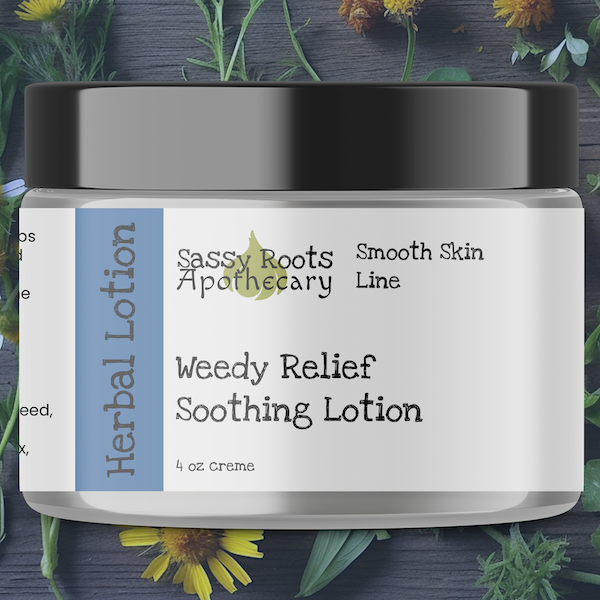 Herbal Lotion
Sassy Roots
Apothecary
Smooth Skin
Line
Weedy Relief
Soothing Lotion
4 oz creme